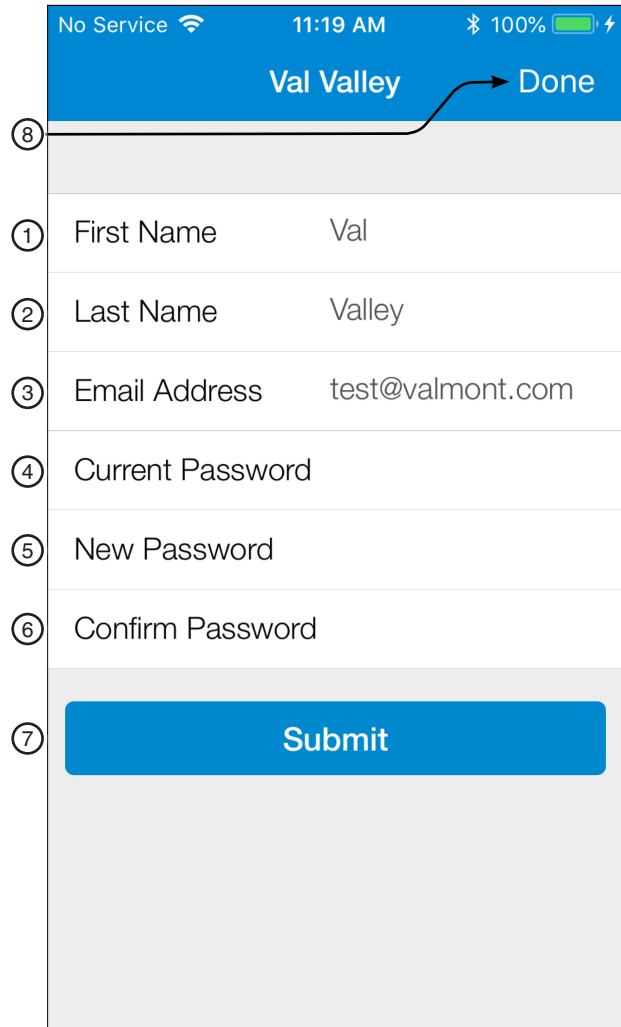 No Service 11:19 AM 100%
Val Valley Done
8
1 First Name Val
2 Last Name Valley
3 Email Address test@valmont.com
4 Current Password
5 New Password
6 Confirm Password
7 Submit